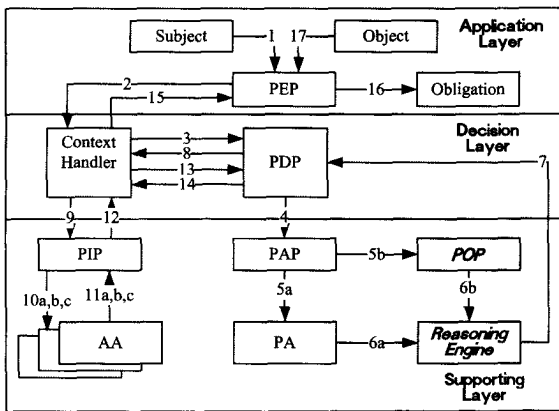 Subject
1
17
Object
Application
Layer
2
PEP
16
Obligation
15
Context
Handler
3
8
13
14
PDP
Decision
Layer
7
9
12
4
PIP
PAP
5b
POP
10a,b,c
11a,b,c
5a
6b
AA
PA
6a
Reasoning
Engine
Supporting
Layer